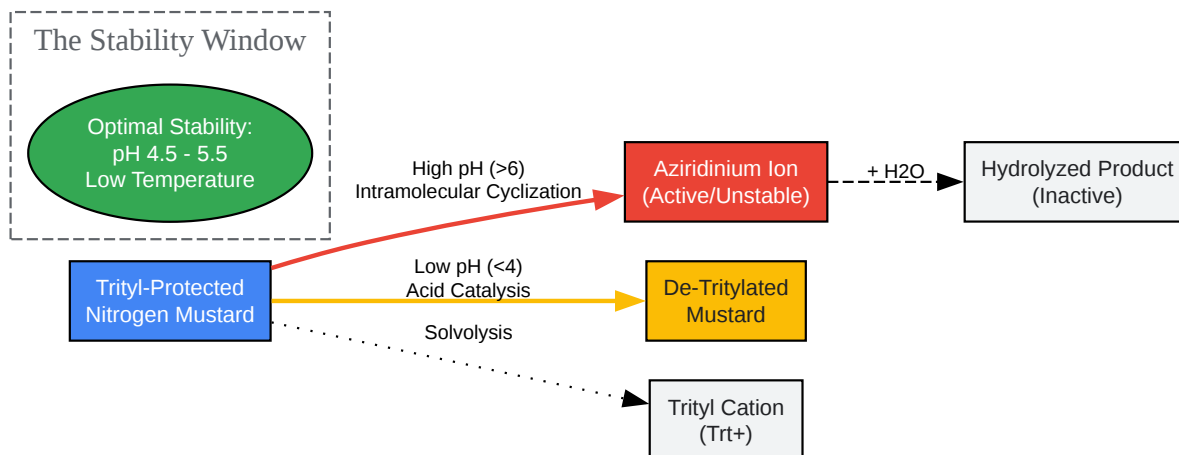 The Stability Window
Optimal Stability:
pH 4.5 - 5.5
Low Temperature
High pH (>6)
Intramolecular Cyclization
Aziridinium Ion
(Active/Unstable)
+ H2O
Hydrolyzed Product
(Inactive)
Trityl-Protected
Nitrogen Mustard
Low pH (<4)
Acid Catalysis
De-Tritylated
Mustard
Solvolysis
Trityl Cation
(Trt+)